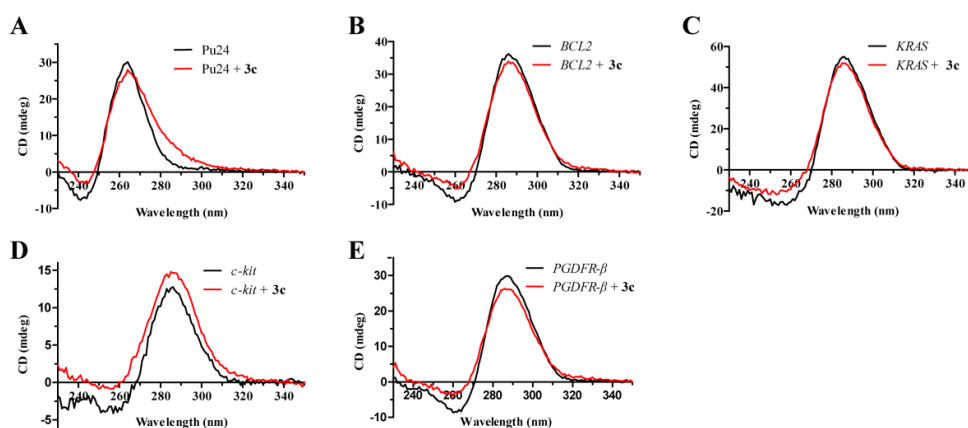 A
Pu24
Pu24 + 3c
CD (mdeg)
30
20
10
0
-10
240 260 280 300 320 340
Wavelength (nm)
B
BCL2
BCL2 + 3c
CD (mdeg)
40
30
20
10
0
-10
240 260 280 300 320 340
Wavelength (nm)
C
KRAS
KRAS + 3c
CD (mdeg)
60
40
20
0
-20
240 260 280 300 320 340
Wavelength (nm)
D
c-kit
c-kit + 3c
CD (mdeg)
15
10
5
0
-5
240 260 280 300 320 340
Wavelength (nm)
E
PGDFR-β
PGDFR-β + 3c
CD (mdeg)
30
20
10
0
-10
240 260 280 300 320 340
Wavelength (nm)